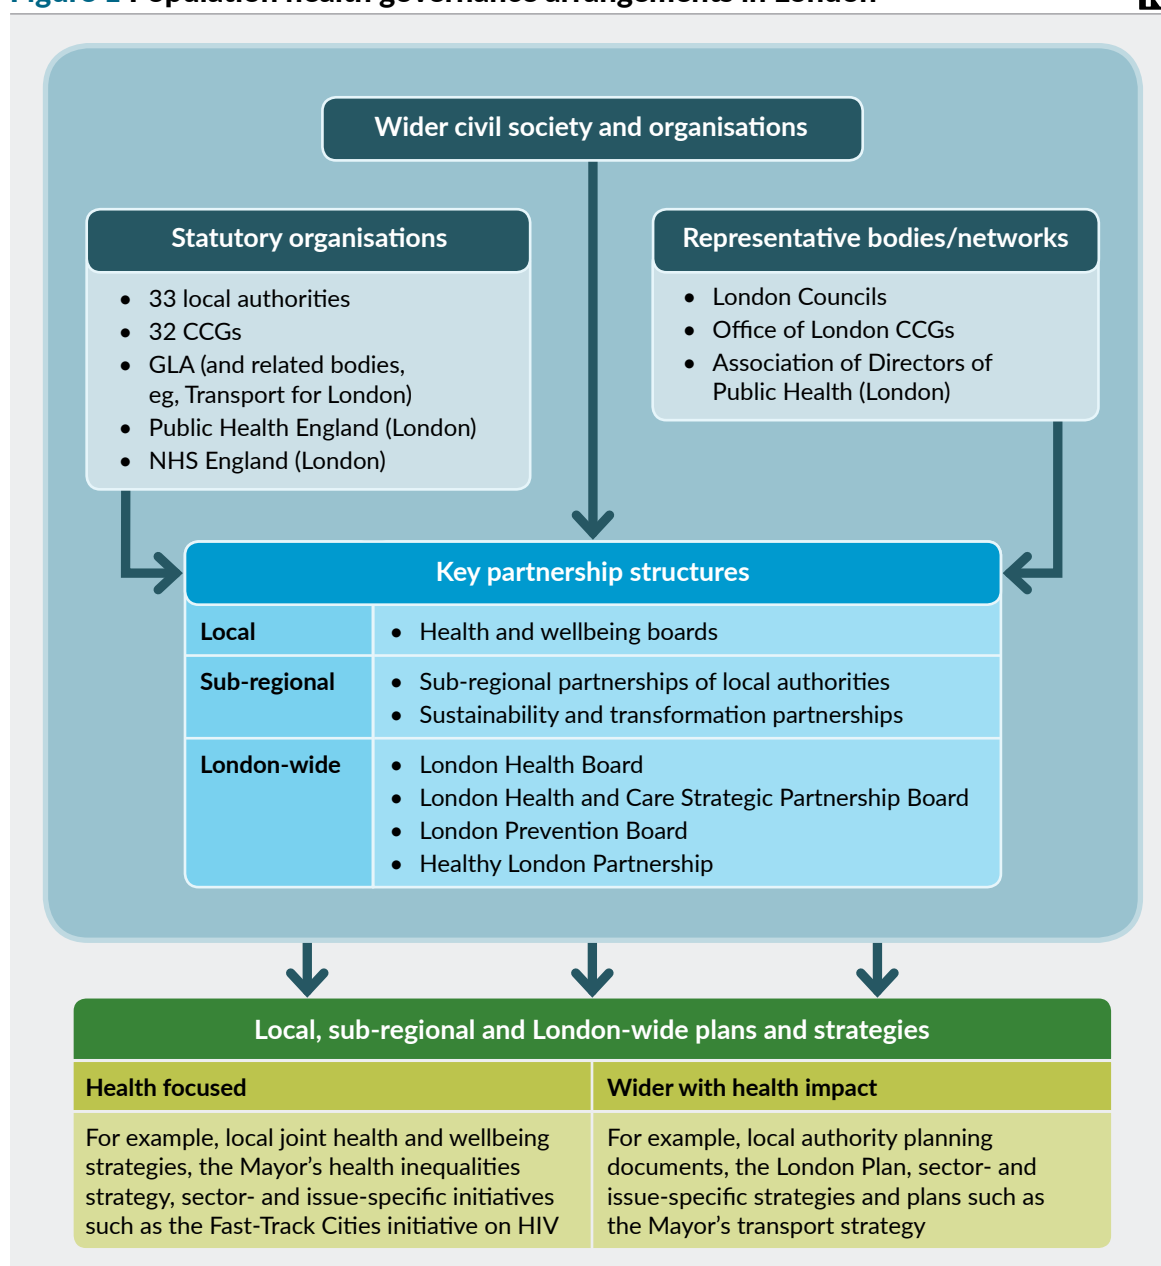 Population health governance arrangements in London
Wider civil society and organisations
Statutory organisations
• 33 local authorities
• 32 CCGs
• GLA (and related bodies,
eg, Transport for London)
• Public Health England (London)
• NHS England (London)
Representative bodies/networks
• London Councils
• Office of London CCGs
• Association of Directors of
Public Health (London)
Key partnership structures
Local
• Health and wellbeing boards
Sub-regional
• Sub-regional partnerships of local authorities
• Sustainability and transformation partnerships
London-wide
• London Health Board
• London Health and Care Strategic Partnership Board
• London Prevention Board
• Healthy London Partnership
Local, sub-regional and London-wide plans and strategies
Health focused
For example, local joint health and wellbeing
strategies, the Mayor’s health inequalities
strategy, sector- and issue-specific initiatives
such as the Fast-Track Cities initiative on HIV
Wider with health impact
For example, local authority planning
documents, the London Plan, sector- and
issue-specific strategies and plans such as
the Mayor’s transport strategy